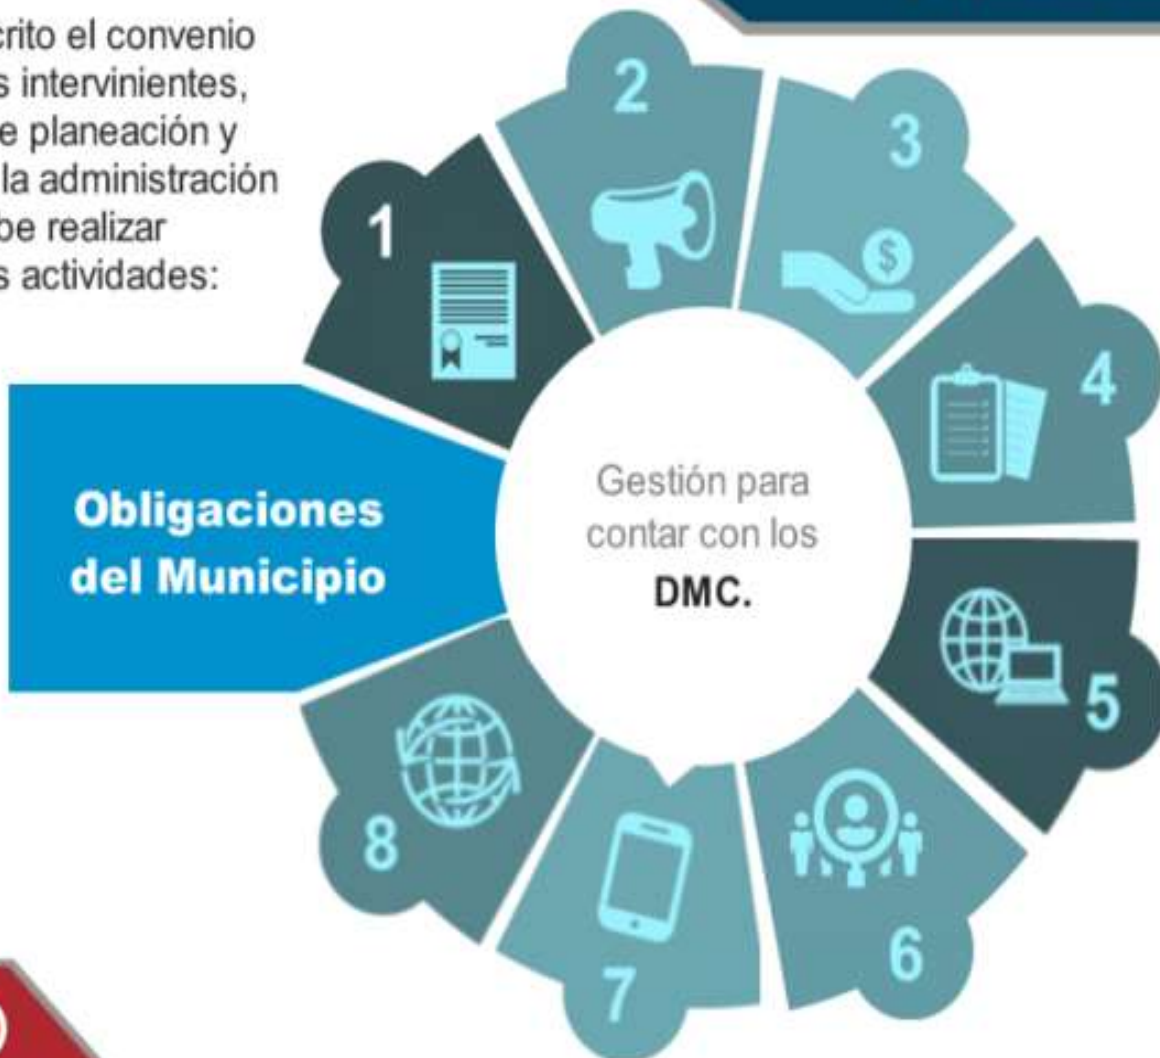 crito el convenio
s intervinientes,
e planeación y
la administración
be realizar
s actividades:
1
2
3
$
4
5
6
7
8
Obligaciones
del Municipio
Gestión para
contar con los
DMC.